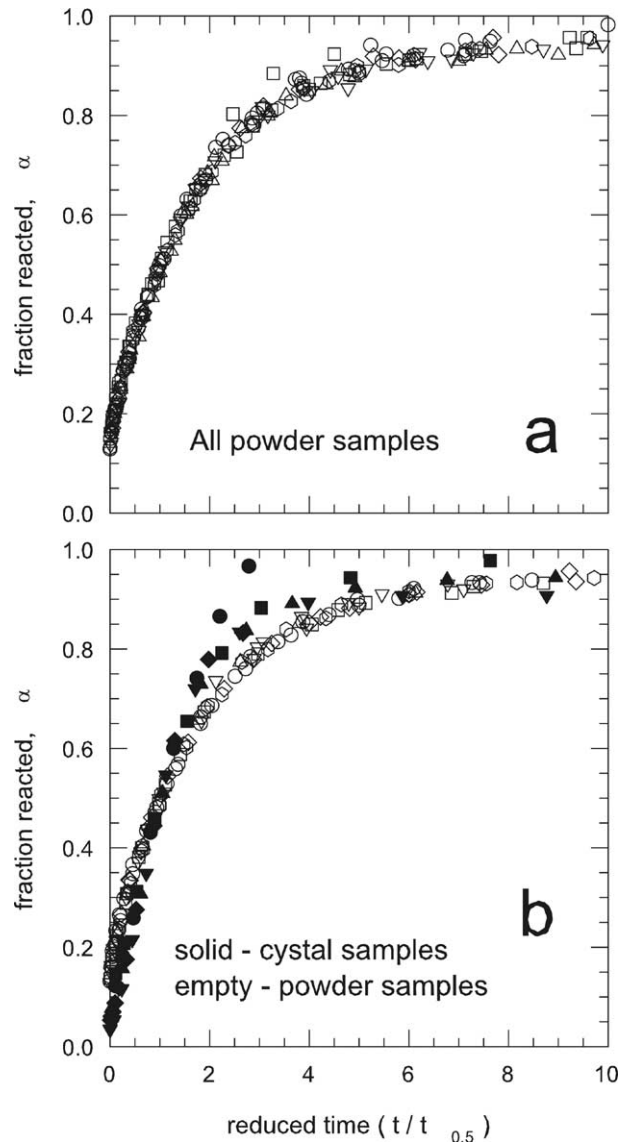 1.0
0.8
0.6
0.4
0.2
0.0
fraction reacted, α
All powder samples
a
1.0
0.8
0.6
0.4
0.2
0.0
fraction reacted, α
b
solid - cystal samples
empty - powder samples
0 2 4 6 8 10
reduced time ( t / t 0.5 )